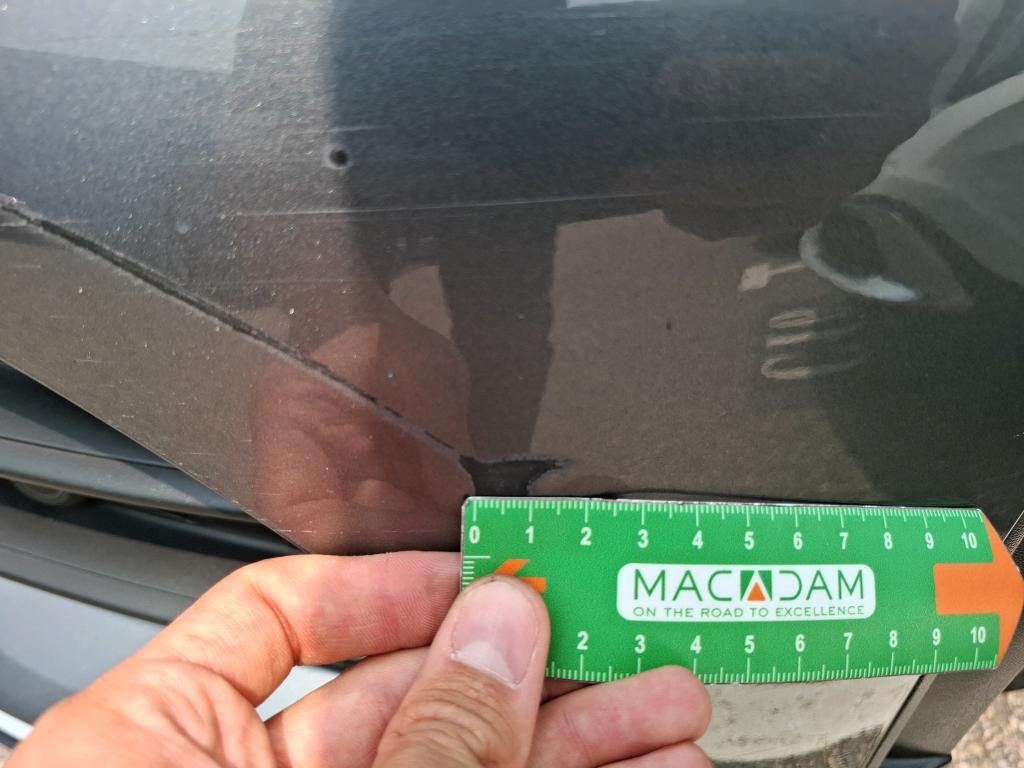 0 1 2 3 4 5 6 7 8 9 10
MACADAM
ON THE ROAD TO EXCELLENCE
2 3 4 5 6 7 8 9 10